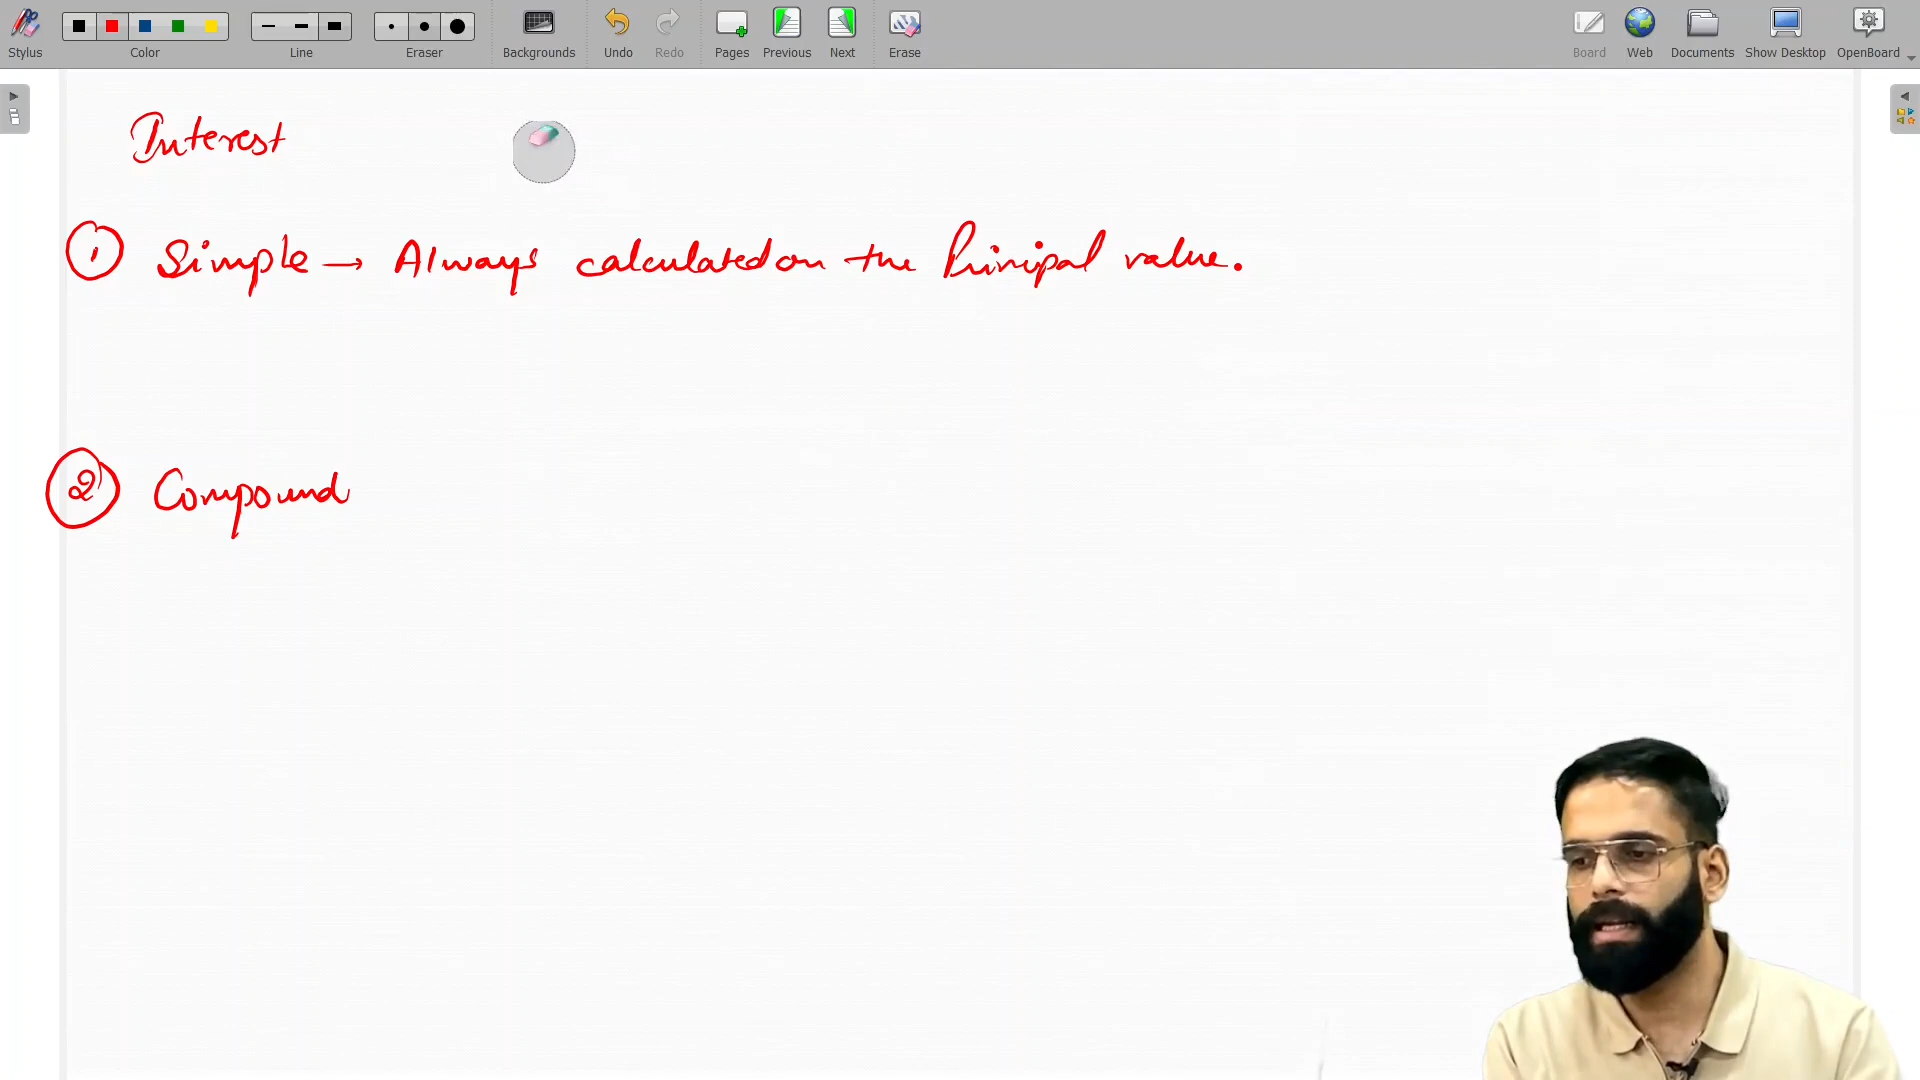 Stylus Color Line Eraser Backgrounds Undo Redo Pages Previous Next Erase Board Web Documents Show Desktop OpenBoard
Interest
① Simple → Always calculated on the Principal value.
② Compound